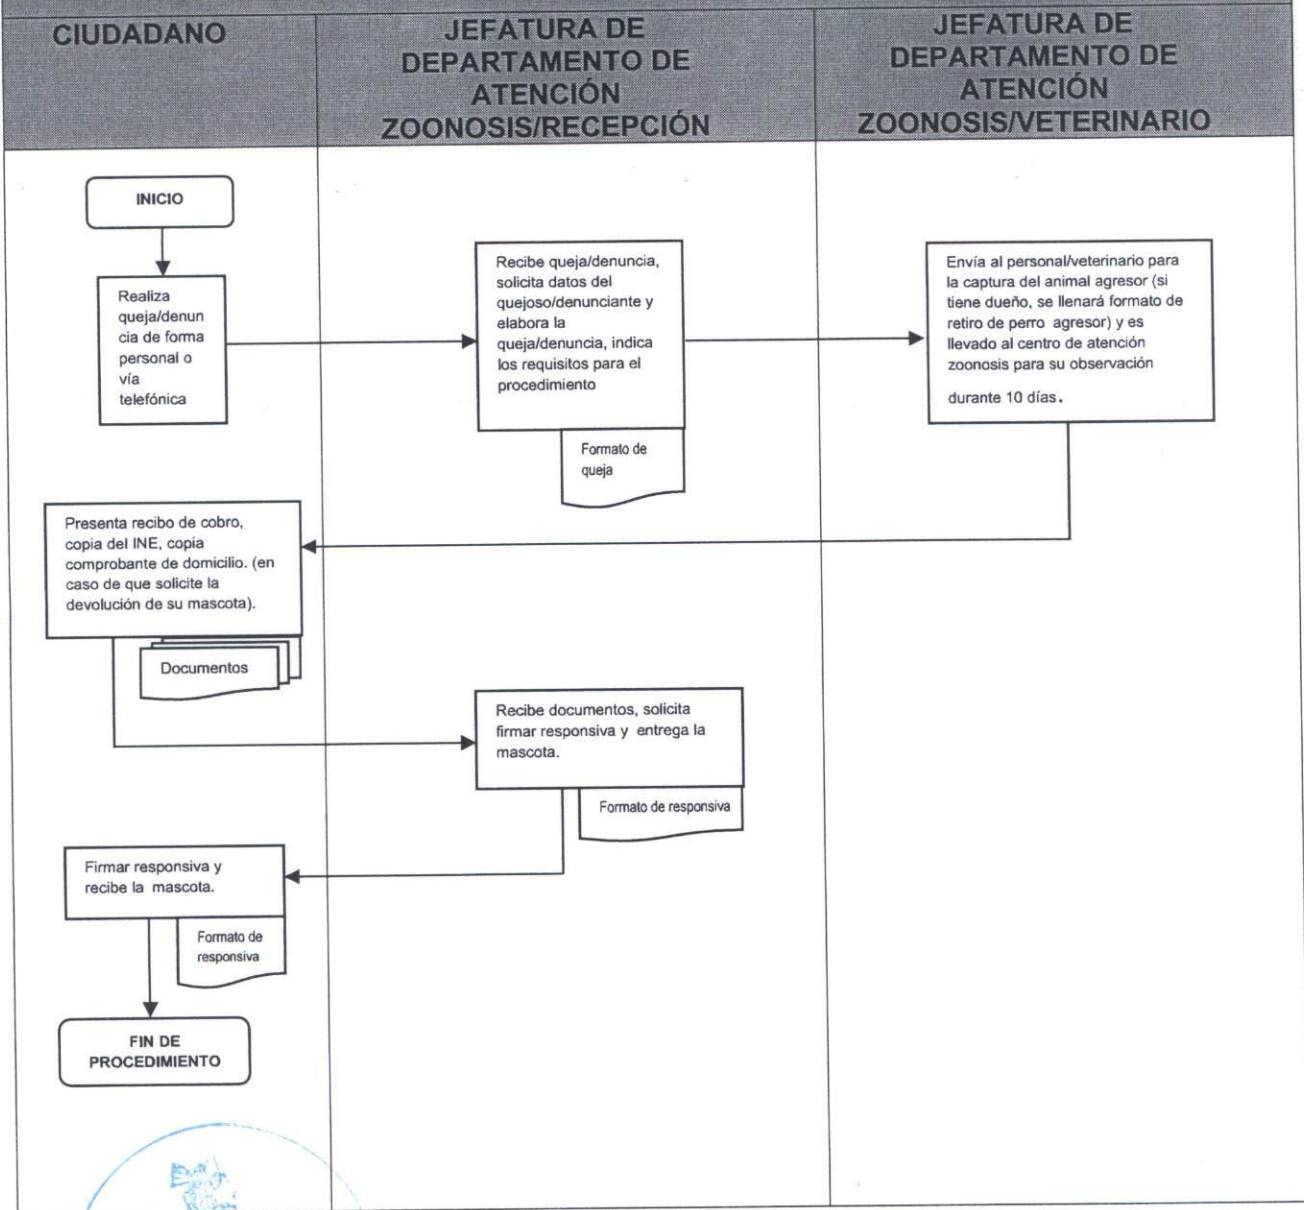 CIUDADANO
JEFATURA DE
DEPARTAMENTO DE
ATENCIÓN
ZOONOSIS/RECEPCIÓN
JEFATURA DE
DEPARTAMENTO DE
ATENCIÓN
ZOONOSIS/VETERINARIO
INICIO
Realiza
queja/denun
cia de forma
personal o
vía
telefónica
Recibe queja/denuncia,
solicita datos del
quejoso/denunciante y
elabora la
queja/denuncia, indica
los requisitos para el
procedimiento
Formato de
queja
Envía al personal/veterinario para
la captura del animal agresor (si
tiene dueño, se llenará formato de
retiro de perro agresor) y es
llevado al centro de atención
zoonosis para su observación
durante 10 días.
Presenta recibo de cobro,
copia del INE, copia
comprobante de domicilio. (en
caso de que solicite la
devolución de su mascota).
Documentos
Recibe documentos, solicita
firmar responsiva y entrega la
mascota.
Formato de responsiva
Firmar responsiva y
recibe la mascota.
Formato de
responsiva
FIN DE
PROCEDIMIENTO